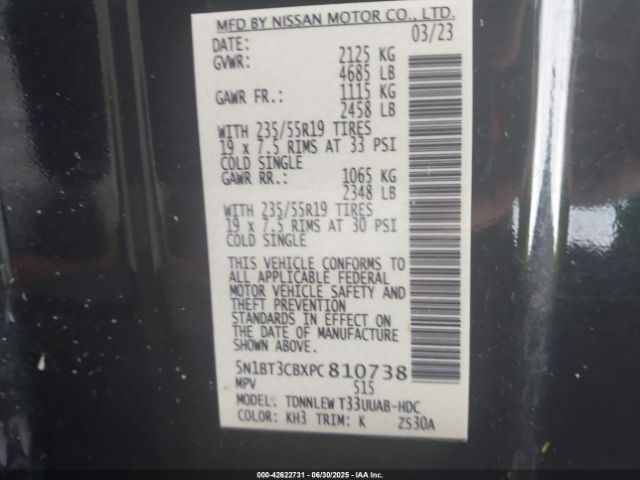 MFD BY NISSAN MOTOR CO., LTD.
DATE: 03/23
GVWR: 2125 KG
4685 LB
GAWR FR.: 1115 KG
2458 LB
WITH 235/55R19 TIRES
19 x 7.5 RIMS AT 33 PSI
COLD SINGLE
GAWR RR.: 1065 KG
2348 LB
WITH 235/55R19 TIRES
19 x 7.5 RIMS AT 30 PSI
COLD SINGLE
THIS VEHICLE CONFORMS TO
ALL APPLICABLE FEDERAL
MOTOR VEHICLE SAFETY AND
THEFT PREVENTION
STANDARDS IN EFFECT ON
THE DATE OF MANUFACTURE
SHOWN ABOVE.
5N1BT3CBXPC810738
MPV 515
MODEL: TDNNLEWT33UUAB-HDC
COLOR: KH3 TRIM: K ZS30A
000-42622731 - 06/30/2025 - IAA Inc.